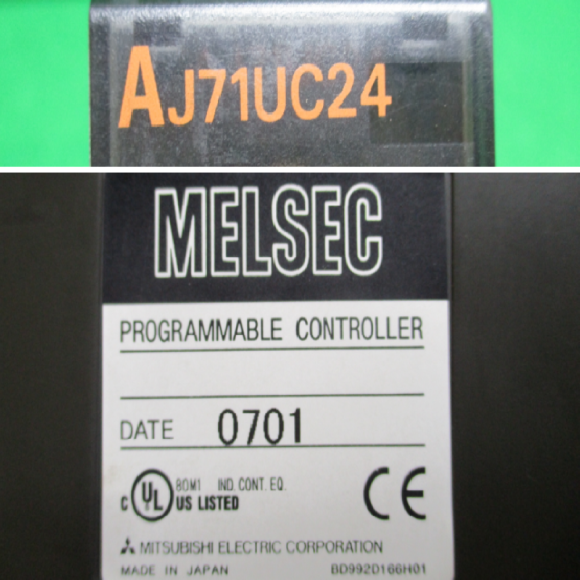 AJ71UC24
MELSEC
PROGRAMMABLE CONTROLLER
DATE 0701
C UL US LISTED 80M1 IND. CONT. EQ.
CE
MITSUBISHI ELECTRIC CORPORATION
MADE IN JAPAN BD992D166H01